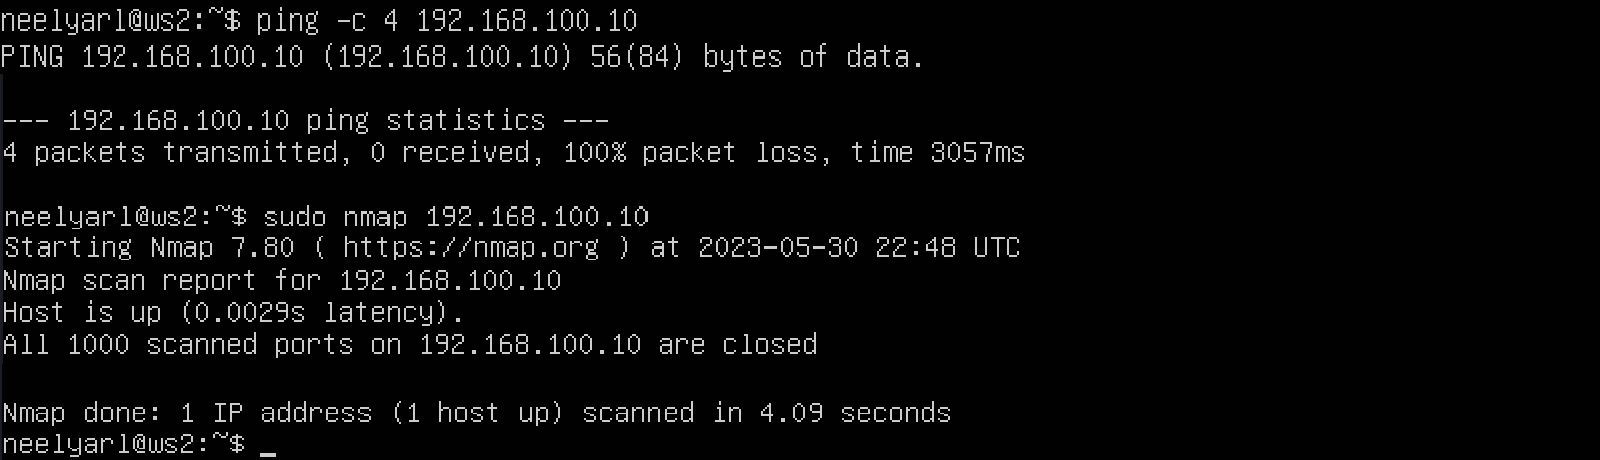 neelyarl@ws2:~$ ping -c 4 192.168.100.10
PING 192.168.100.10 (192.168.100.10) 56(84) bytes of data.
--- 192.168.100.10 ping statistics ---
4 packets transmitted, 0 received, 100% packet loss, time 3057ms
neelyarl@ws2:~$ sudo nmap 192.168.100.10
Starting Nmap 7.80 ( https://nmap.org ) at 2023-05-30 22:48 UTC
Nmap scan report for 192.168.100.10
Host is up (0.0029s latency).
All 1000 scanned ports on 192.168.100.10 are closed
Nmap done: 1 IP address (1 host up) scanned in 4.09 seconds
neelyarl@ws2:~$ _